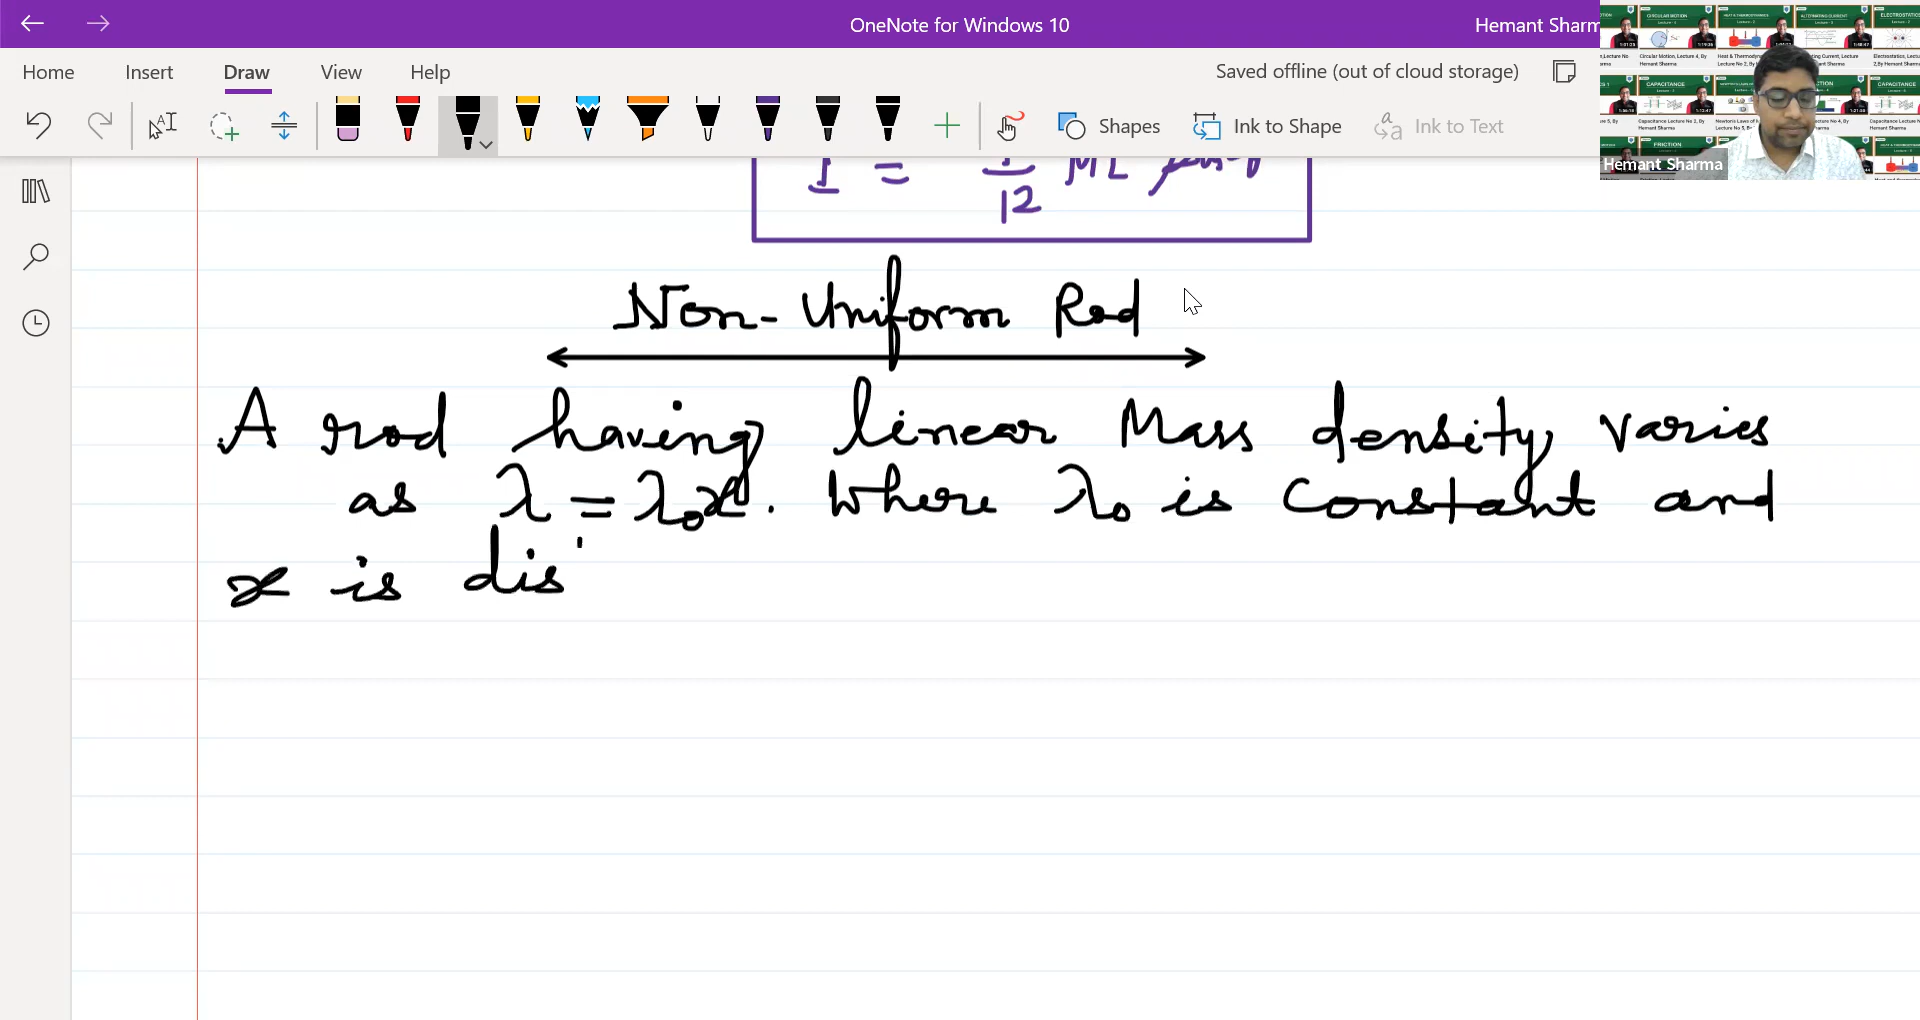 OneNote for Windows 10
Hemant Sharm
Home Insert Draw View Help
Saved offline (out of cloud storage)
Shapes
Ink to Shape
Ink to Text
Hemant Sharma
I = 1/12 ML
Non-Uniform Rod
A rod having linear Mass density varies
as λ = λ₀x. Where λ₀ is Constant and
x is dis